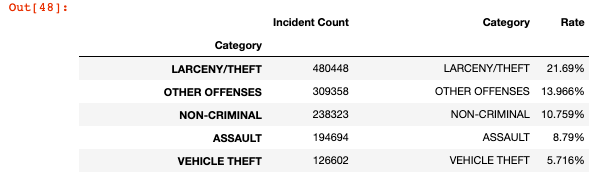 Out[48]:
Incident Count Category Rate
Category
LARCENY/THEFT 480448 LARCENY/THEFT 21.69%
OTHER OFFENSES 309358 OTHER OFFENSES 13.966%
NON-CRIMINAL 238323 NON-CRIMINAL 10.759%
ASSAULT 194694 ASSAULT 8.79%
VEHICLE THEFT 126602 VEHICLE THEFT 5.716%